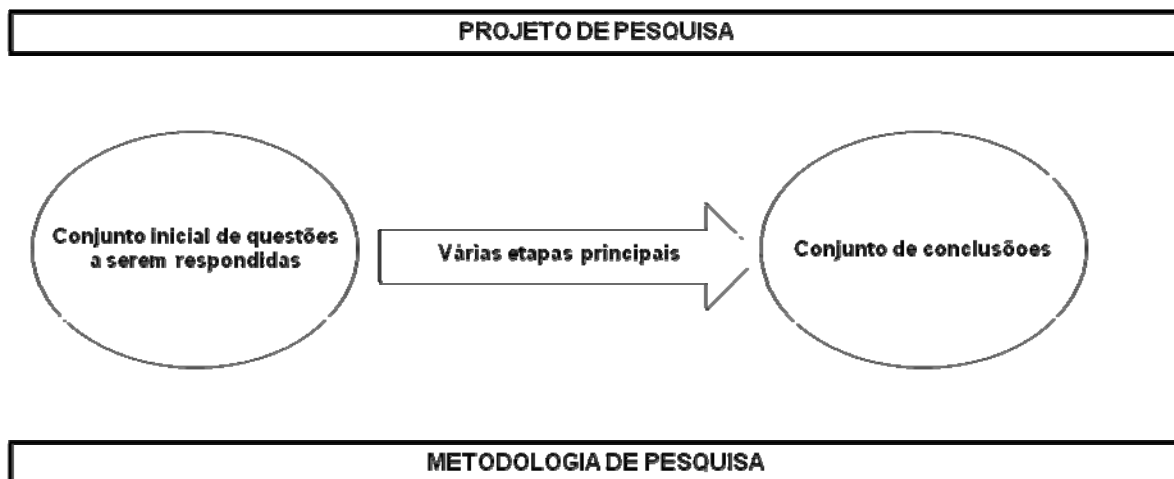 PROJETO DE PESQUISA
Conjunto inicial de questões
a serem respondidas
Várias etapas principais
Conjunto de conclusõoes
METODOLOGIA DE PESQUISA